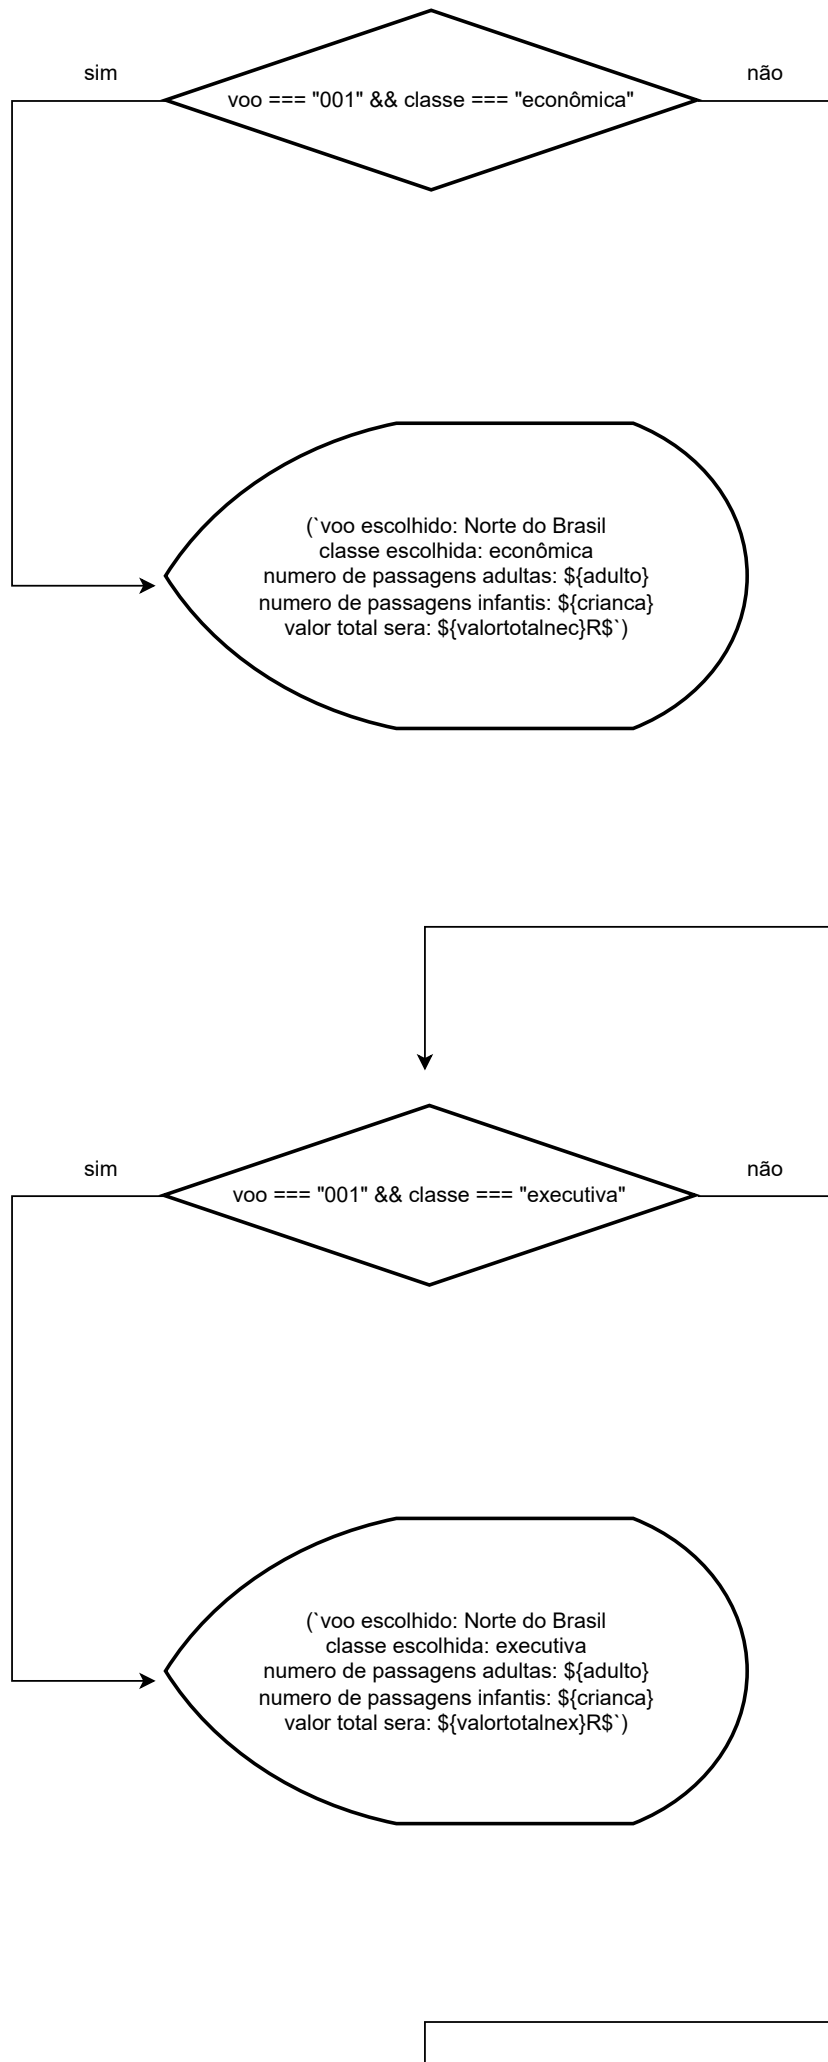 sim
não
voo === "001" && classe === "econômica"
(`voo escolhido: Norte do Brasil
classe escolhida: econômica
numero de passagens adultas: ${adulto}
numero de passagens infantis: ${crianca}
valor total sera: ${valortotalnec}R$`)
sim
não
voo === "001" && classe === "executiva"
(`voo escolhido: Norte do Brasil
classe escolhida: executiva
numero de passagens adultas: ${adulto}
numero de passagens infantis: ${crianca}
valor total sera: ${valortotalnex}R$`)